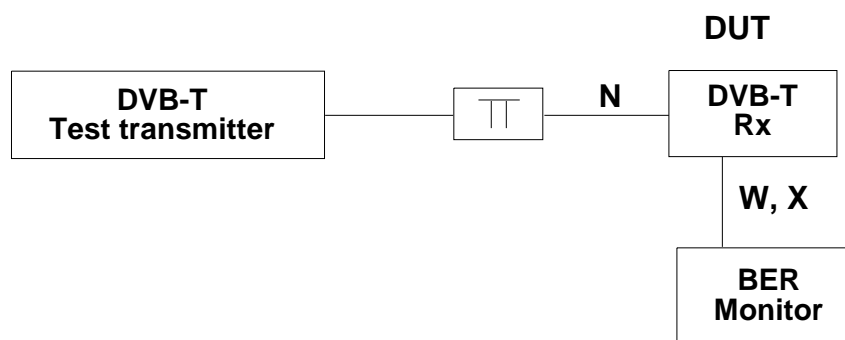 DUT
DVB-T
Test transmitter
N
DVB-T
Rx
W, X
BER
Monitor